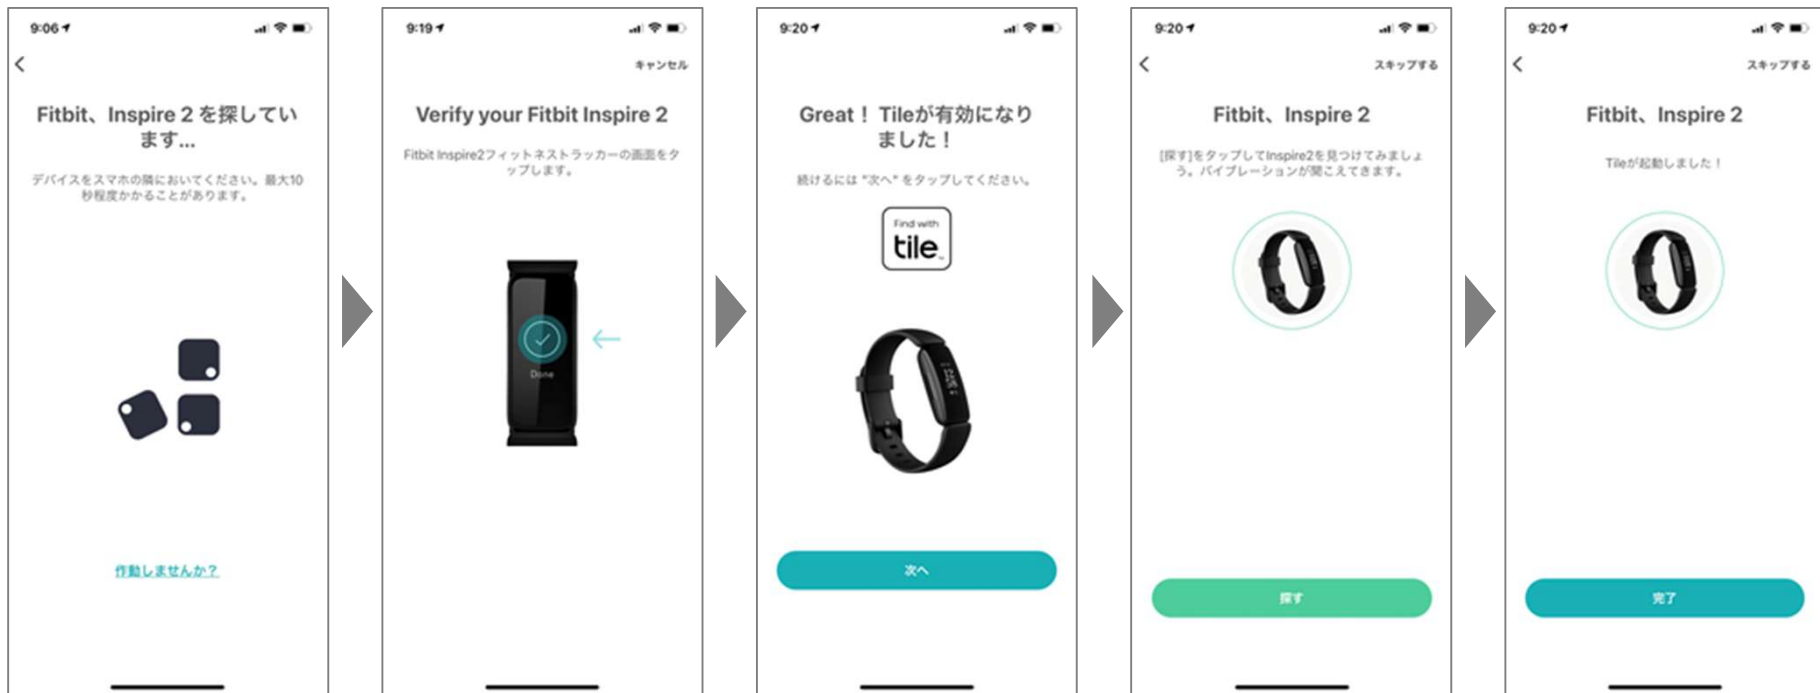 9:06
Fitbit、Inspire 2 を探してい
ます...
デバイスをスマホの隣においてください。最大10
秒程度かかることがあります。
作動しませんか？
9:19
キャンセル
Verify your Fitbit Inspire 2
Fitbit Inspire2フィットネストラッカーの画面をタ
ップします。
Done
9:20
Great！ Tileが有効になり
ました！
続けるには "次へ" をタップしてください。
Find with
tile
次へ
9:20
スキップする
Fitbit、Inspire 2
[探す]をタップしてInspire2を見つけてみましょ
う。バイブレーションが聞こえてきます。
探す
9:20
スキップする
Fitbit、Inspire 2
Tileが起動しました！
完了